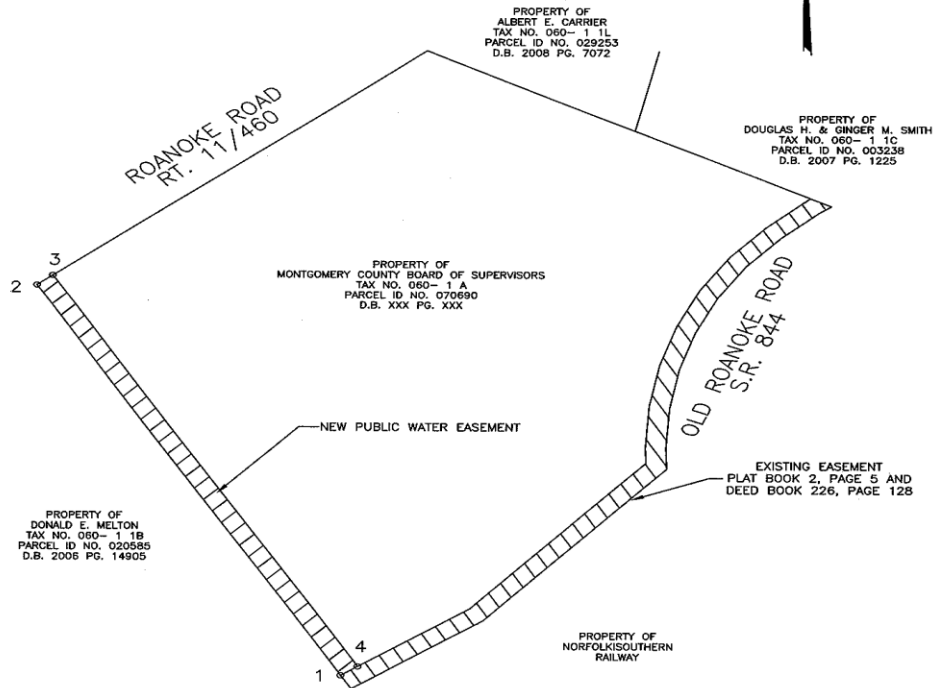 PROPERTY OF
ALBERT E. CARRIER
TAX NO. 060- 1 1L
PARCEL ID NO. 029253
D.B. 2008 PG. 7072
ROANOKE ROAD
RT. 11/460
PROPERTY OF
DOUGLAS H. & GINGER M. SMITH
TAX NO. 060- 1 1C
PARCEL ID NO. 003238
D.B. 2007 PG. 1225
3
2
PROPERTY OF
MONTGOMERY COUNTY BOARD OF SUPERVISORS
TAX NO. 060- 1 A
PARCEL ID NO. 070690
D.B. XXX PG. XXX
OLD ROANOKE ROAD
S.R. 844
NEW PUBLIC WATER EASEMENT
EXISTING EASEMENT
PLAT BOOK 2, PAGE 5 AND
DEED BOOK 226, PAGE 128
PROPERTY OF
DONALD E. MELTON
TAX NO. 060- 1 1B
PARCEL ID NO. 020585
D.B. 2006 PG. 14905
4
1
PROPERTY OF
NORFOLKISOUTHERN
RAILWAY